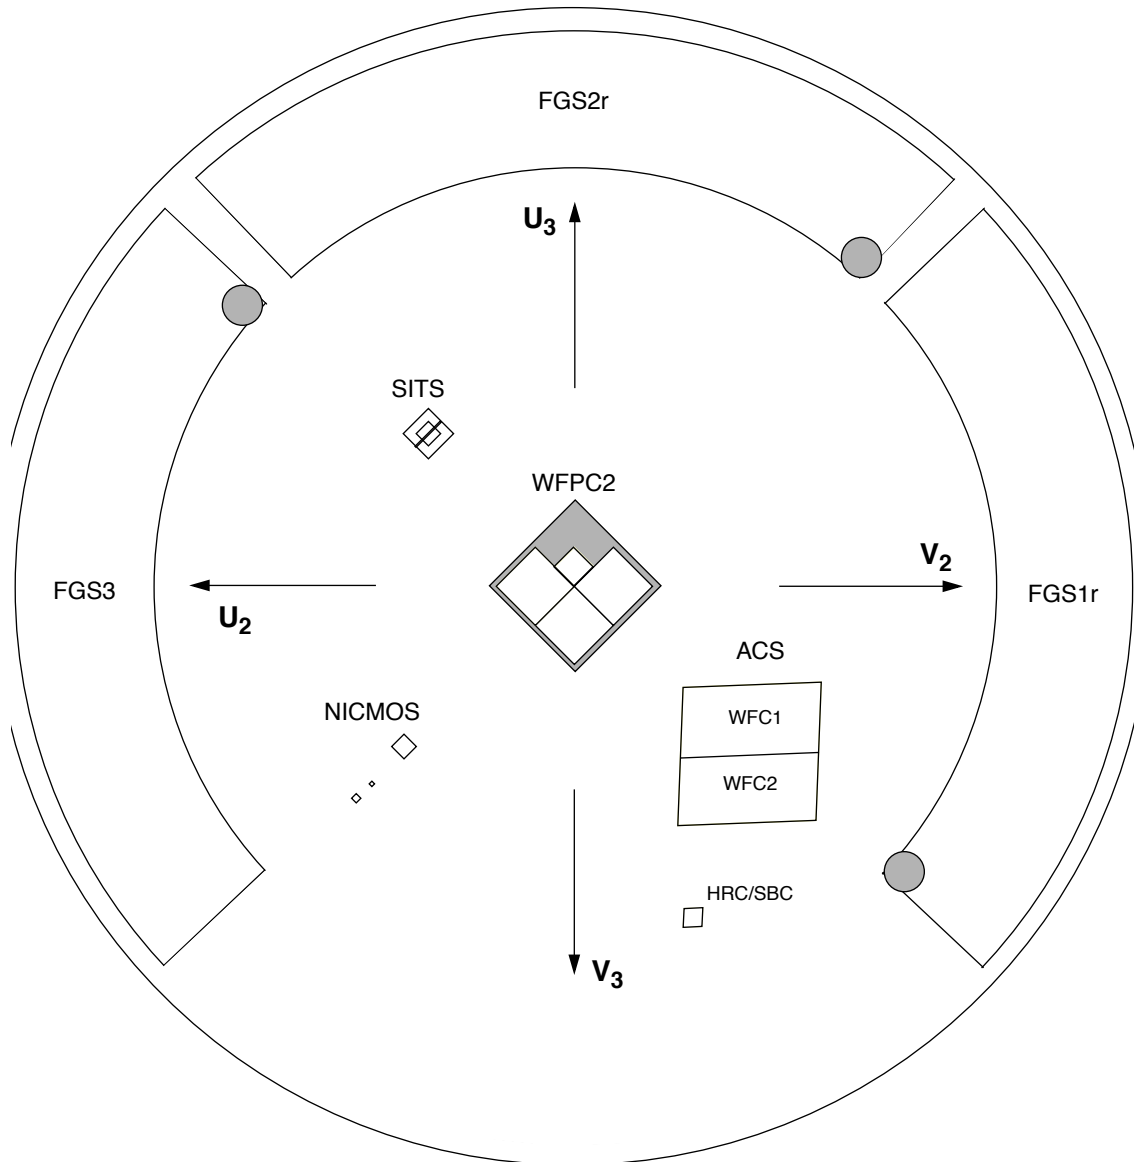 FGS2r
U3
SITS
WFPC2
V2
FGS3
FGS1r
U2
ACS
NICMOS
WFC1
WFC2
HRC/SBC
V3